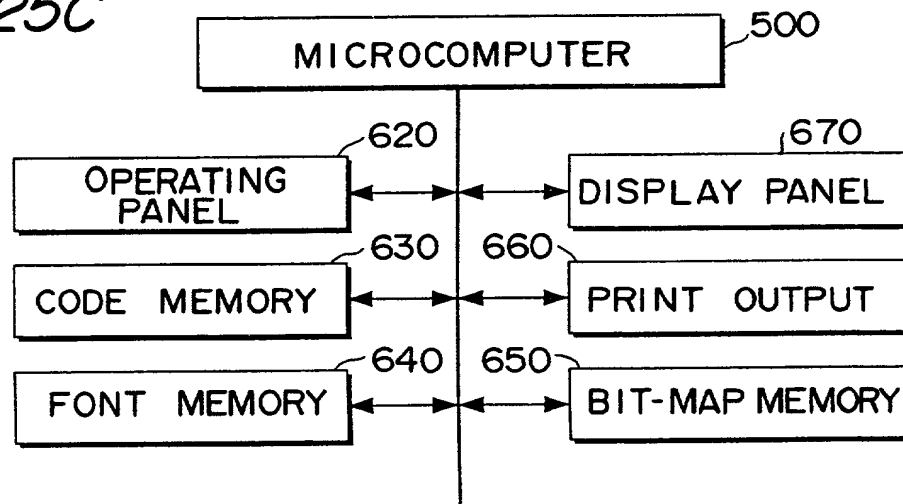 25C
MICROCOMPUTER
500
620
670
OPERATING
PANEL
DISPLAY PANEL
630
660
CODE MEMORY
PRINT OUTPUT
640
650
FONT MEMORY
BIT-MAP MEMORY